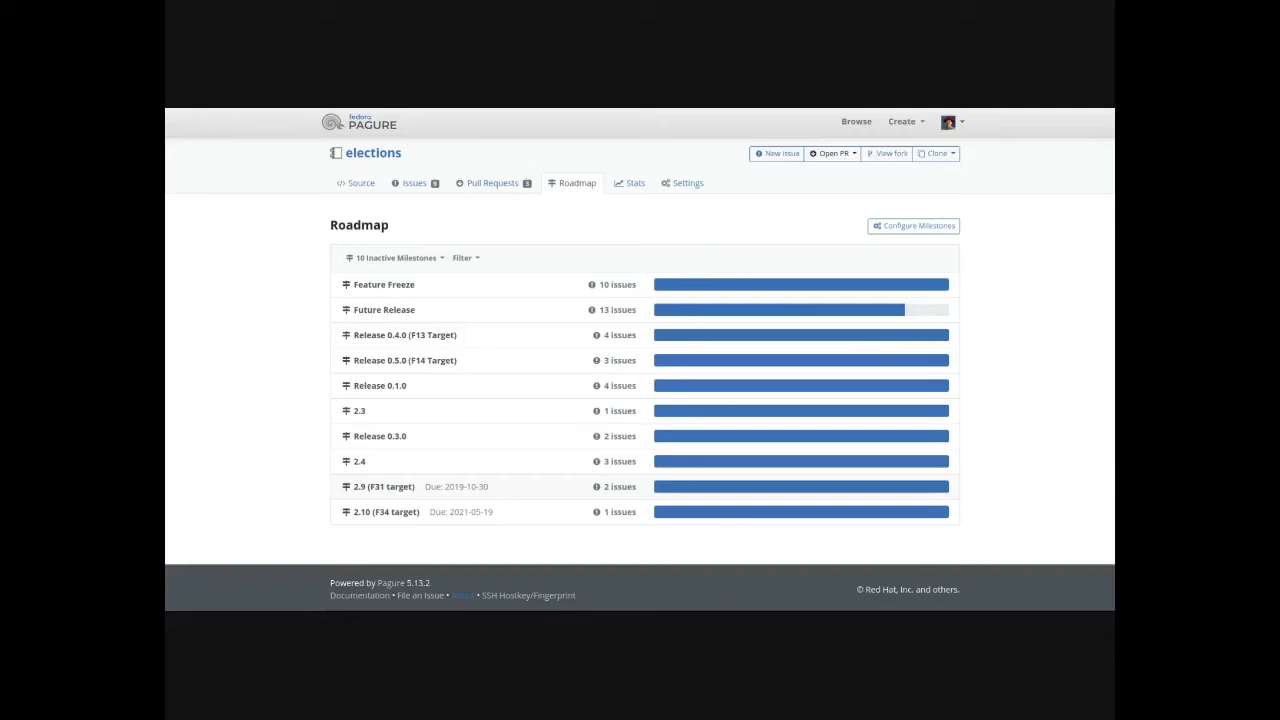 fedora
PAGURE
Browse
Create
elections
New Issue
Open PR
View fork
Clone
Source
Issues 9
Pull Requests 3
Roadmap
Stats
Settings
Roadmap
Configure Milestones
10 Inactive Milestones
Filter
Feature Freeze 10 issues
Future Release 13 issues
Release 0.4.0 (F13 Target) 4 issues
Release 0.5.0 (F14 Target) 3 issues
Release 0.1.0 4 issues
2.3 1 issues
Release 0.3.0 2 issues
2.4 3 issues
2.9 (F31 target) Due: 2019-10-30 2 issues
2.10 (F34 target) Due: 2021-05-19 1 issues
Powered by Pagure 5.13.2
Documentation • File an Issue • About • SSH Hostkey/Fingerprint
© Red Hat, Inc. and others.